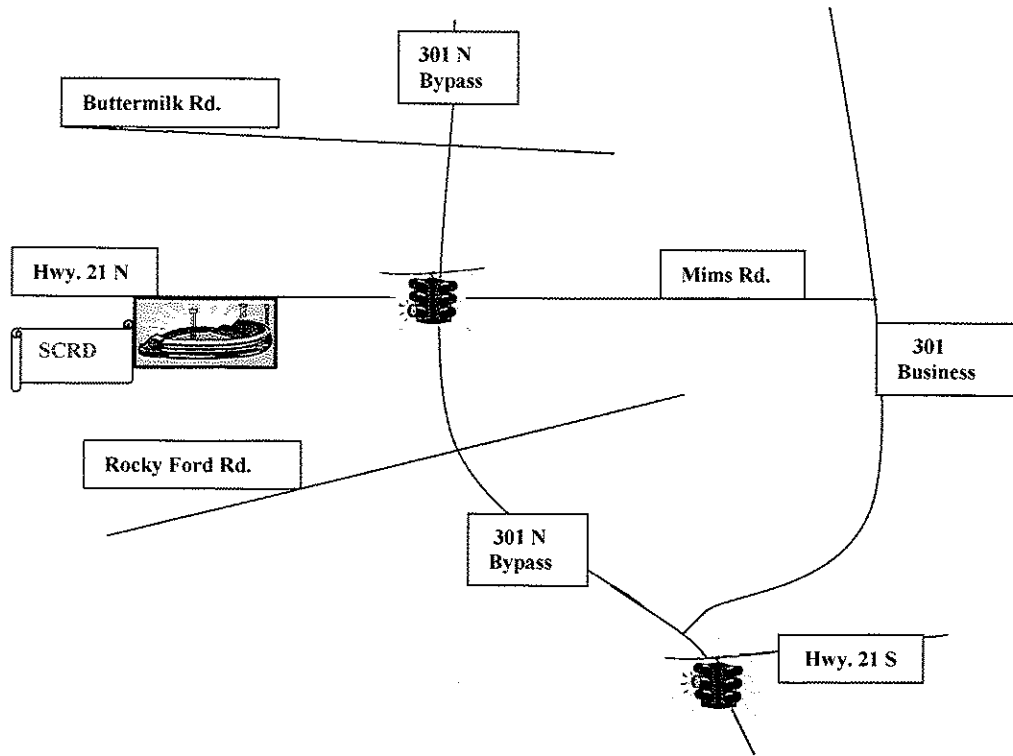 301 N
Bypass
Buttermilk Rd.
Hwy. 21 N
Mims Rd.
SCRD
301
Business
Rocky Ford Rd.
301 N
Bypass
Hwy. 21 S